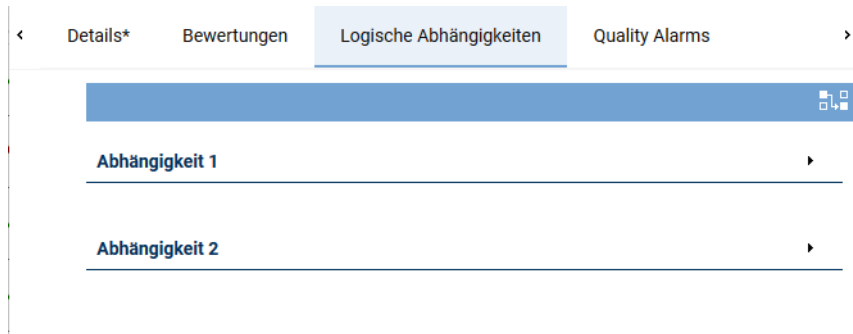 Details* Bewertungen Logische Abhängigkeiten Quality Alarms
Abhängigkeit 1
Abhängigkeit 2